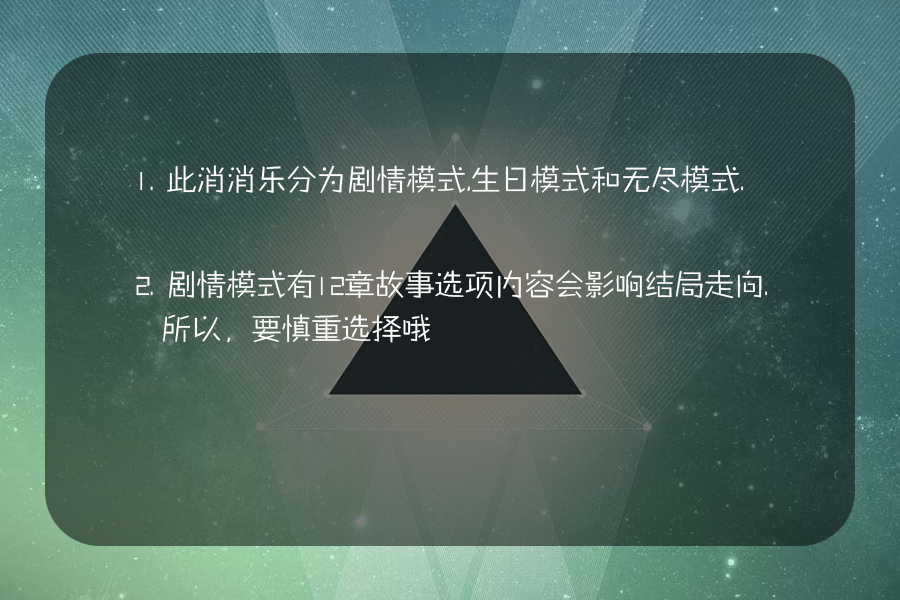 1. 此消消乐分为剧情模式,生日模式和无尽模式.
2. 剧情模式有12章故事选项内容会影响结局走向.
所以，要慎重选择哦